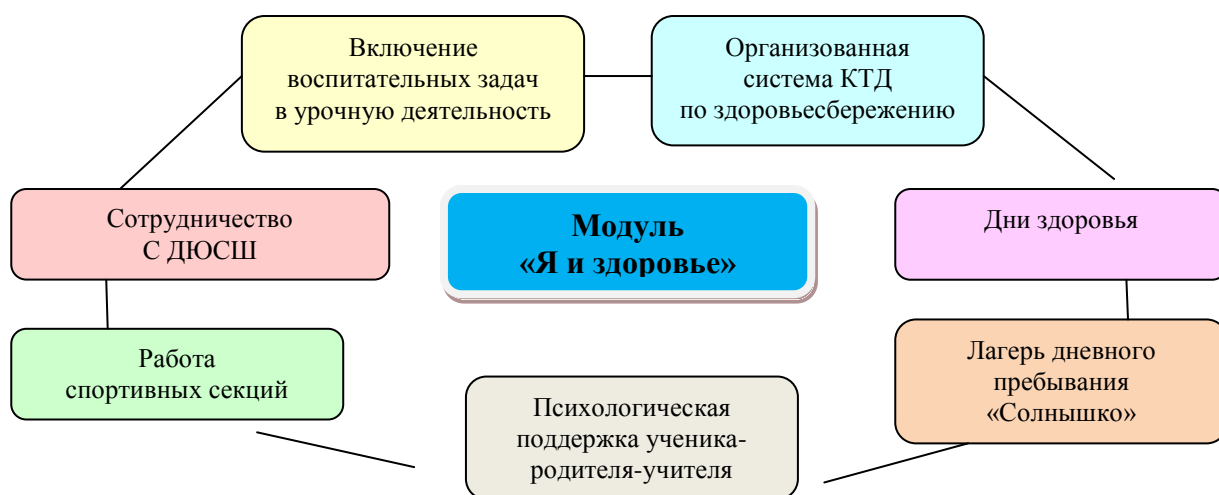 Включение
воспитательных задач
в урочную деятельность
Организованная
система КТД
по здоровьесбережению
Сотрудничество
С ДЮСШ
Модуль
«Я и здоровье»
Дни здоровья
Работа
спортивных секций
Психологическая
поддержка ученика-
родителя-учителя
Лагерь дневного
пребывания
«Солнышко»